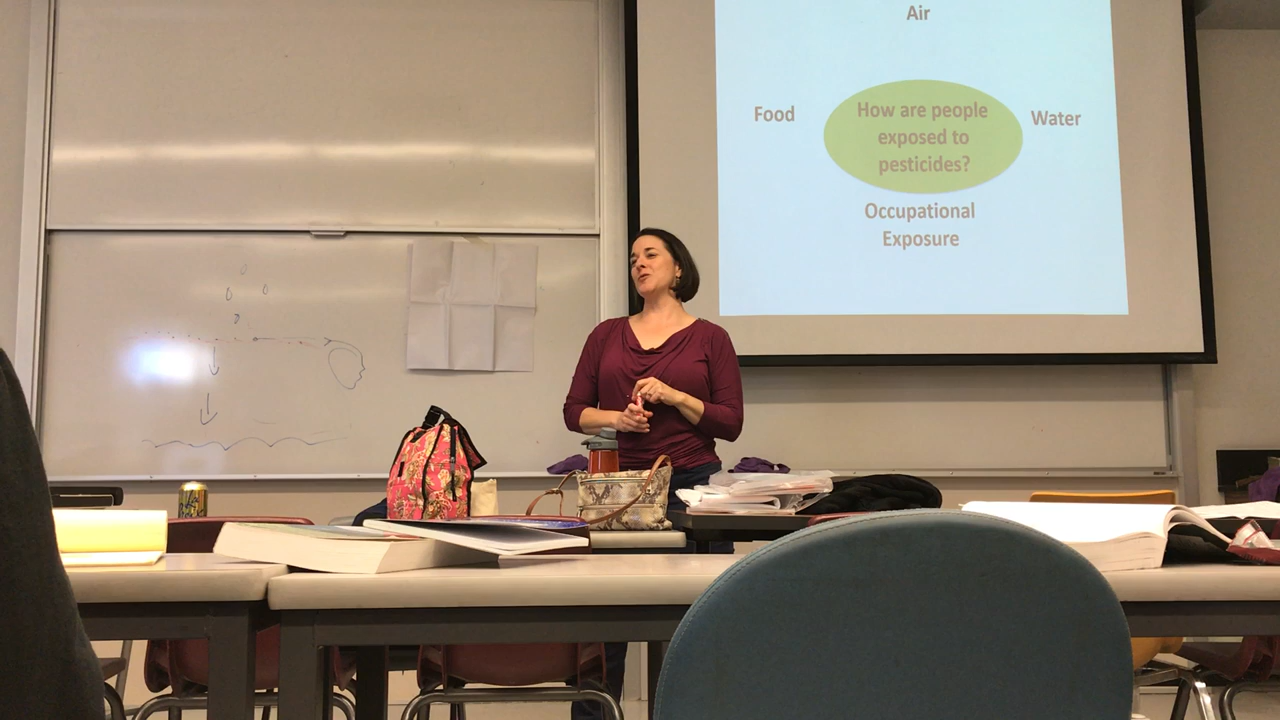 Air
Food
How are people
exposed to
pesticides?
Water
Occupational
Exposure